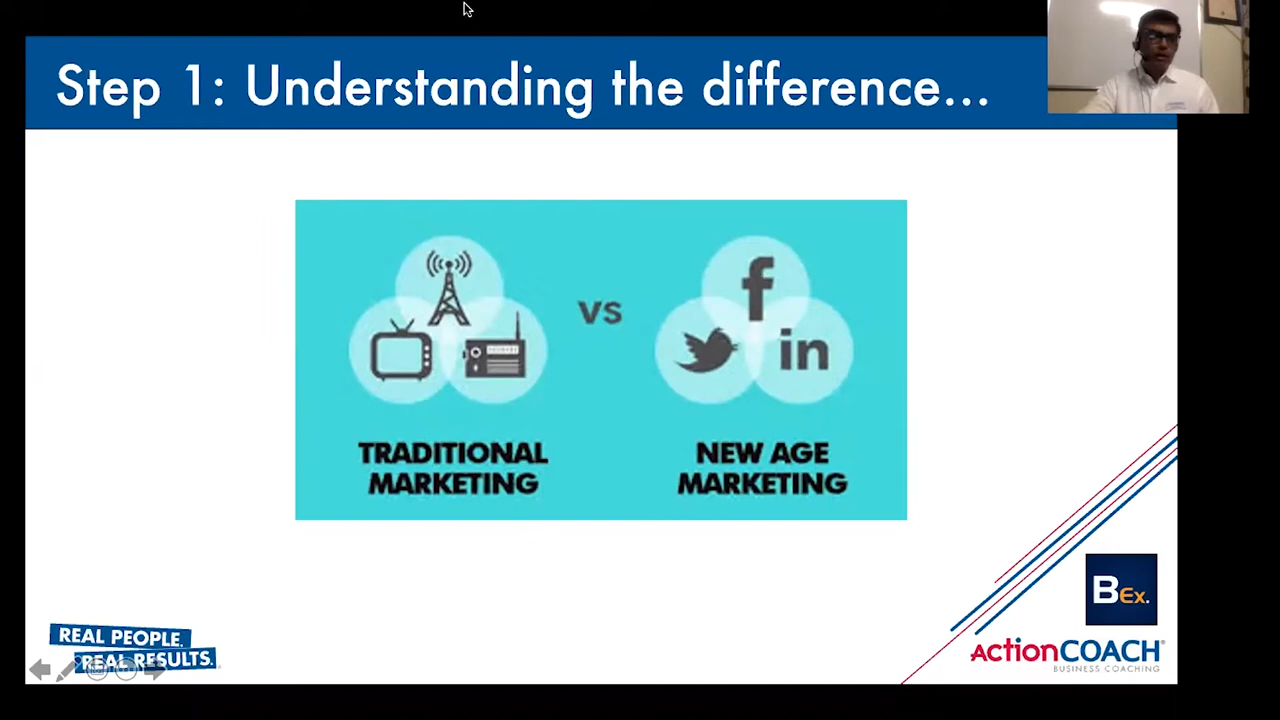 Step 1: Understanding the difference...
f
vs
in
TRADITIONAL
MARKETING
NEW AGE
MARKETING
BEx.
REAL PEOPLE.
REAL RESULTS.
ActionCOACH®
BUSINESS COACHING